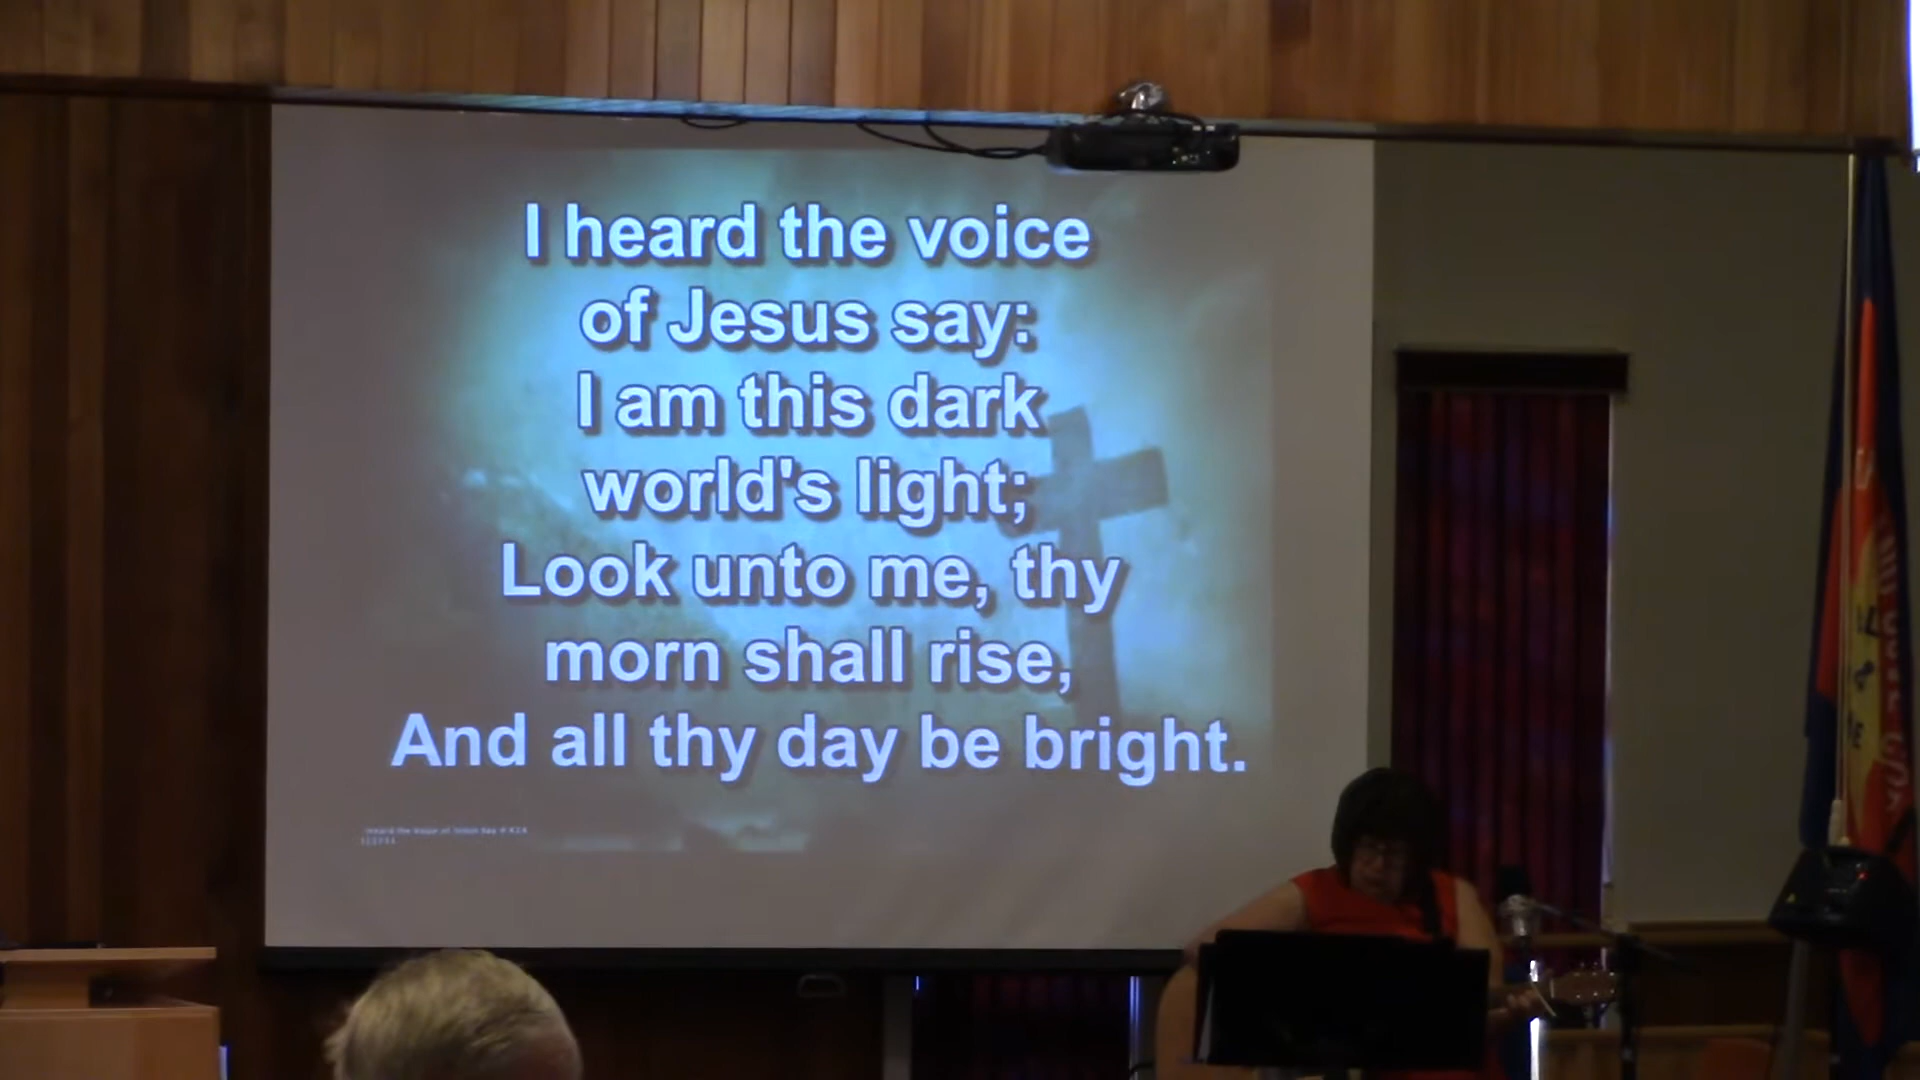 I heard the voice
of Jesus say:
I am this dark
world's light;
Look unto me, thy
morn shall rise,
And all thy day be bright.